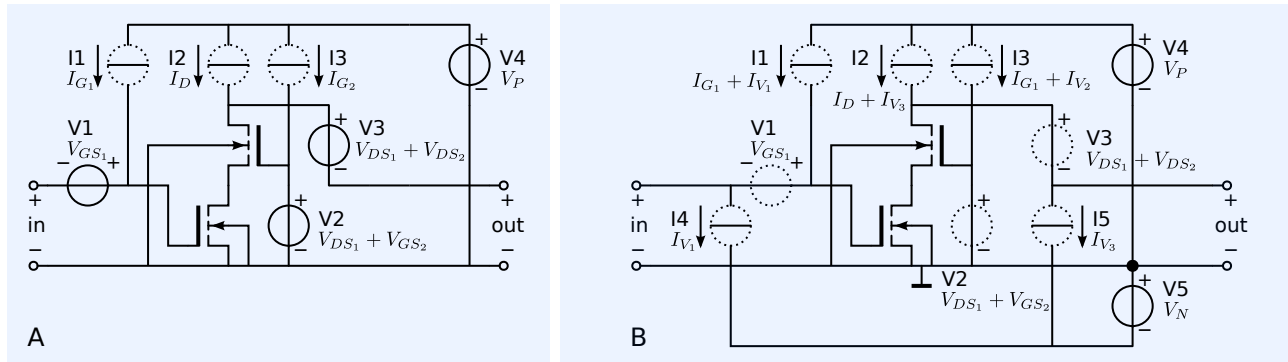 I1
$I_{G_1}$
I2
$I_D$
I3
$I_{G_2}$
+
V4
$V_P$
−
V1
$V_{GS_1}$
− +
+
V3
$V_{DS_1} + V_{DS_2}$
−
+
in
−
+
V2
$V_{DS_1} + V_{GS_2}$
−
+
out
−
A
I1
$I_{G_1} + I_{V_1}$
I2
$I_D + I_{V_3}$
I3
$I_{G_1} + I_{V_2}$
+
V4
$V_P$
−
V1
$V_{GS_1}$
− +
+
V3
$V_{DS_1} + V_{DS_2}$
−
+
in
−
I4
$I_{V_1}$
+
−
V2
$V_{DS_1} + V_{GS_2}$
I5
$I_{V_3}$
+
out
−
+
V5
$V_N$
−
B